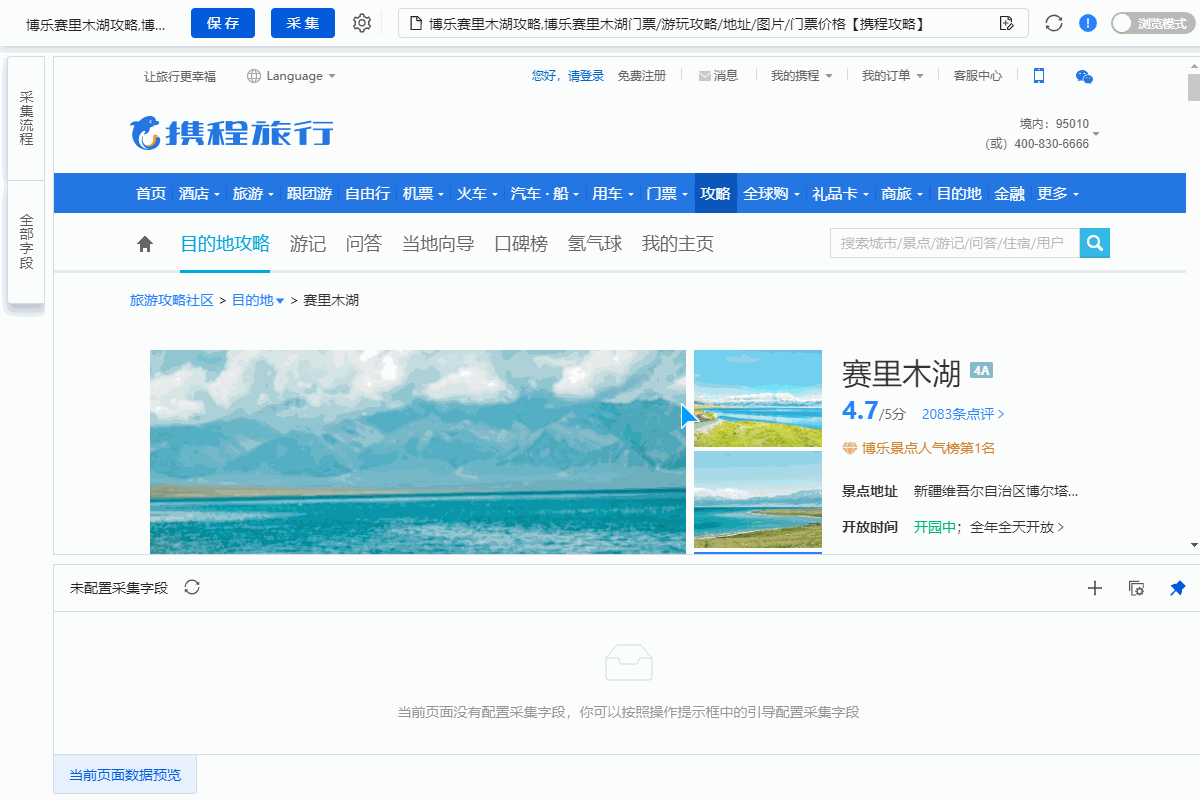 博乐赛里木湖攻略,博...
保存
采集
博乐赛里木湖攻略,博乐赛里木湖门票/游玩攻略/地址/图片/门票价格【携程攻略】
浏览模式
采集流程
全部字段
让旅行更幸福
Language
您好，请登录
免费注册
消息
我的携程
我的订单
客服中心
携程旅行
境内：95010
（或）400-830-6666
首页 酒店 旅游 跟团游 自由行 机票 火车 汽车·船 用车 门票 攻略 全球购 礼品卡 商旅 目的地 金融 更多
目的地攻略 游记 问答 当地向导 口碑榜 氢气球 我的主页
搜索城市/景点/游记/问答/住宿/用户
旅游攻略社区 > 目的地 > 赛里木湖
赛里木湖 4A
4.7/5分 2083条点评 >
博乐景点人气榜第1名
景点地址 新疆维吾尔自治区博尔塔...
开放时间 开园中；全年全天开放 >
未配置采集字段
当前页面没有配置采集字段，你可以按照操作提示框中的引导配置采集字段
当前页面数据预览